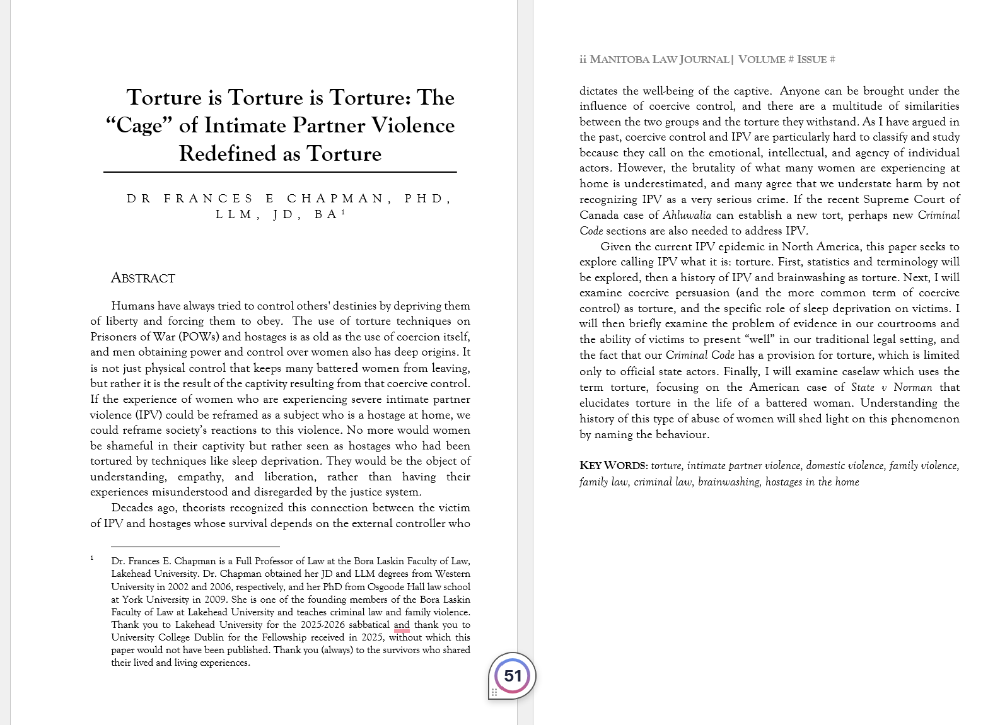 Torture is Torture is Torture: The
“Cage” of Intimate Partner Violence
Redefined as Torture
DR FRANCES E CHAPMAN, PHD,
LLM, JD, BA1
ABSTRACT
Humans have always tried to control others' destinies by depriving them
of liberty and forcing them to obey. The use of torture techniques on
Prisoners of War (POWs) and hostages is as old as the use of coercion itself,
and men obtaining power and control over women also has deep origins. It
is not just physical control that keeps many battered women from leaving,
but rather it is the result of the captivity resulting from that coercive control.
If the experience of women who are experiencing severe intimate partner
violence (IPV) could be reframed as a subject who is a hostage at home, we
could reframe society’s reactions to this violence. No more would women
be shameful in their captivity but rather seen as hostages who had been
tortured by techniques like sleep deprivation. They would be the object of
understanding, empathy, and liberation, rather than having their
experiences misunderstood and disregarded by the justice system.
Decades ago, theorists recognized this connection between the victim
of IPV and hostages whose survival depends on the external controller who
1 Dr. Frances E. Chapman is a Full Professor of Law at the Bora Laskin Faculty of Law,
Lakehead University. Dr. Chapman obtained her JD and LLM degrees from Western
University in 2002 and 2006, respectively, and her PhD from Osgoode Hall law school
at York University in 2009. She is one of the founding members of the Bora Laskin
Faculty of Law at Lakehead University and teaches criminal law and family violence.
Thank you to Lakehead University for the 2025-2026 sabbatical and thank you to
University College Dublin for the Fellowship received in 2025, without which this
paper would not have been published. Thank you (always) to the survivors who shared
their lived and living experiences.
51
ii MANITOBA LAW JOURNAL| VOLUME # ISSUE #
dictates the well-being of the captive. Anyone can be brought under the
influence of coercive control, and there are a multitude of similarities
between the two groups and the torture they withstand. As I have argued in
the past, coercive control and IPV are particularly hard to classify and study
because they call on the emotional, intellectual, and agency of individual
actors. However, the brutality of what many women are experiencing at
home is underestimated, and many agree that we understate harm by not
recognizing IPV as a very serious crime. If the recent Supreme Court of
Canada case of Ahluwalia can establish a new tort, perhaps new Criminal
Code sections are also needed to address IPV.
Given the current IPV epidemic in North America, this paper seeks to
explore calling IPV what it is: torture. First, statistics and terminology will
be explored, then a history of IPV and brainwashing as torture. Next, I will
examine coercive persuasion (and the more common term of coercive
control) as torture, and the specific role of sleep deprivation on victims. I
will then briefly examine the problem of evidence in our courtrooms and
the ability of victims to present “well” in our traditional legal setting, and
the fact that our Criminal Code has a provision for torture, which is limited
only to official state actors. Finally, I will examine caselaw which uses the
term torture, focusing on the American case of State v Norman that
elucidates torture in the life of a battered woman. Understanding the
history of this type of abuse of women will shed light on this phenomenon
by naming the behaviour.
KEY WORDS: torture, intimate partner violence, domestic violence, family violence,
family law, criminal law, brainwashing, hostages in the home